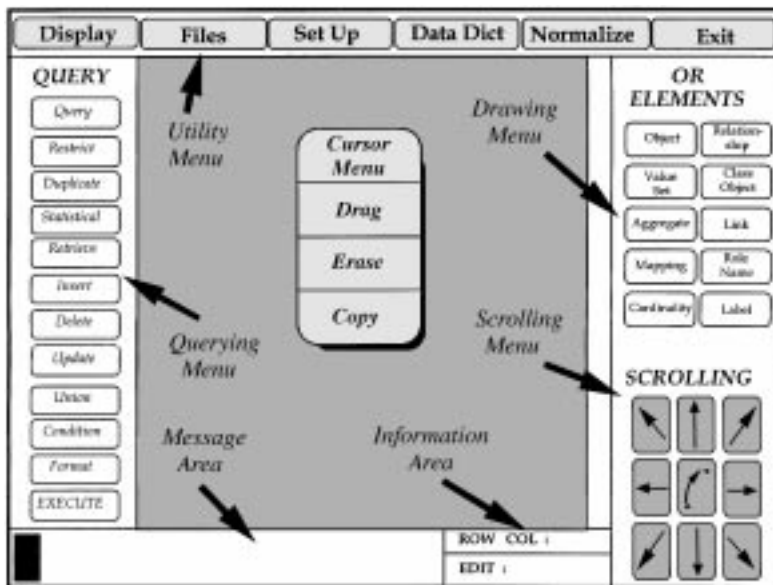 Display Files Set Up Data Dict Normalize Exit
QUERY
Query
Restrict
Duplicate
Statistical
Retrieve
Insert
Delete
Update
Union
Condition
Format
EXECUTE
Utility
Menu
Cursor
Menu
Drag
Erase
Copy
Drawing
Menu
Querying
Menu
Scrolling
Menu
Message
Area
Information
Area
OR
ELEMENTS
Object
Relation-
ship
Value
Set
Class
Object
Aggregate
Link
Mapping
Role
Name
Cardinality
Label
SCROLLING
ROW COL :
EDIT :